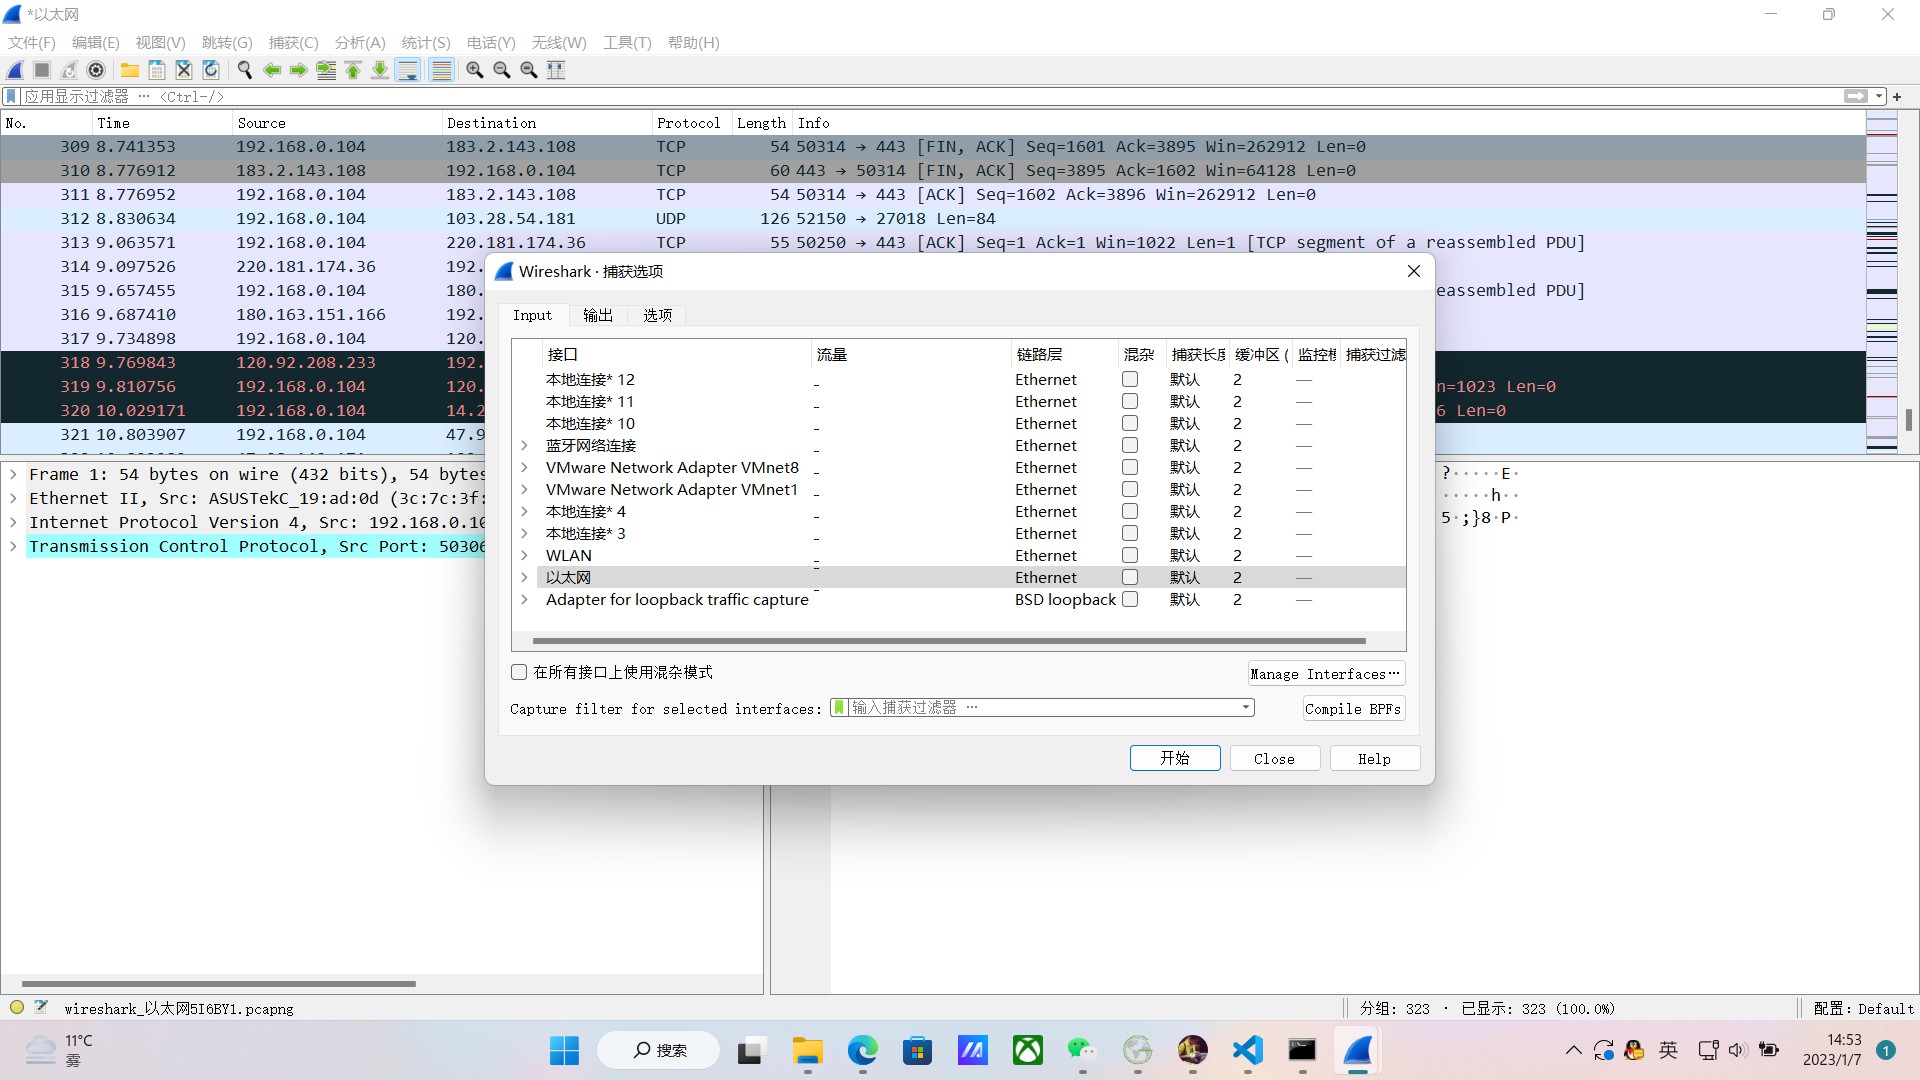 *以太网
文件(F) 编辑(E) 视图(V) 跳转(G) 捕获(C) 分析(A) 统计(S) 电话(Y) 无线(W) 工具(T) 帮助(H)
应用显示过滤器 … <Ctrl-/>
+
No. Time Source Destination Protocol Length Info
309 8.741353 192.168.0.104 183.2.143.108 TCP 54 50314 → 443 [FIN, ACK] Seq=1601 Ack=3895 Win=262912 Len=0
310 8.776912 183.2.143.108 192.168.0.104 TCP 60 443 → 50314 [FIN, ACK] Seq=3895 Ack=1602 Win=64128 Len=0
311 8.776952 192.168.0.104 183.2.143.108 TCP 54 50314 → 443 [ACK] Seq=1602 Ack=3896 Win=262912 Len=0
312 8.830634 192.168.0.104 103.28.54.181 UDP 126 52150 → 27018 Len=84
313 9.063571 192.168.0.104 220.181.174.36 TCP 55 50250 → 443 [ACK] Seq=1 Ack=1 Win=1022 Len=1 [TCP segment of a reassembled PDU]
314 9.097526 220.181.174.36 192.
315 9.657455 192.168.0.104 180. eassembled PDU]
316 9.687410 180.163.151.166 192.
317 9.734898 192.168.0.104 120.
318 9.769843 120.92.208.233 192.
319 9.810756 192.168.0.104 120. n=1023 Len=0
320 10.029171 192.168.0.104 14.2 6 Len=0
321 10.803907 192.168.0.104 47.9
Frame 1: 54 bytes on wire (432 bits), 54 bytes
Ethernet II, Src: ASUSTekC_19:ad:0d (3c:7c:3f:
Internet Protocol Version 4, Src: 192.168.0.10
Transmission Control Protocol, Src Port: 50306
?·····E·
·····h··
5·;}8·P·
Wireshark · 捕获选项
Input 输出 选项
接口 流量 链路层 混杂 捕获长度 缓冲区 ( 监控模 捕获过滤
本地连接* 12 Ethernet 默认 2 —
本地连接* 11 Ethernet 默认 2 —
本地连接* 10 Ethernet 默认 2 —
蓝牙网络连接 Ethernet 默认 2 —
VMware Network Adapter VMnet8 Ethernet 默认 2 —
VMware Network Adapter VMnet1 Ethernet 默认 2 —
本地连接* 4 Ethernet 默认 2 —
本地连接* 3 Ethernet 默认 2 —
WLAN Ethernet 默认 2 —
以太网 Ethernet 默认 2 —
Adapter for loopback traffic capture BSD loopback 默认 2 —
在所有接口上使用混杂模式 Manage Interfaces…
Capture filter for selected interfaces: 输入捕获过滤器 … Compile BPFs
开始 Close Help
wireshark_以太网5I6BY1.pcapng 分组: 323 · 已显示: 323 (100.0%) 配置: Default
11°C
雾
搜索
英
14:53
2023/1/7
1